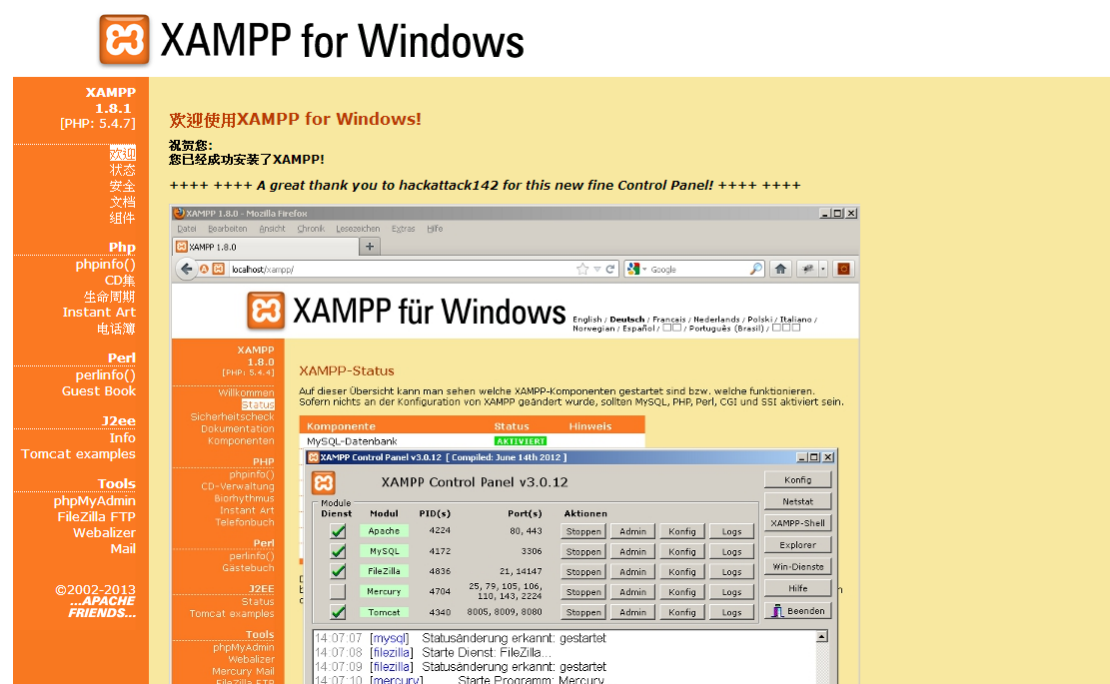 XAMPP for Windows
XAMPP
1.8.1
[PHP: 5.4.7]
欢迎
状态
安全
文档
组件
Php
phpinfo()
CD集
生命周期
Instant Art
电话簿
Perl
perlinfo()
Guest Book
J2ee
Info
Tomcat examples
Tools
phpMyAdmin
FileZilla FTP
Webalizer
Mail
©2002-2013
...APACHE
FRIENDS...
欢迎使用XAMPP for Windows!
祝贺您:
您已经成功安装了XAMPP!
++++ ++++ A great thank you to hackattack142 for this new fine Control Panel! ++++ ++++
XAMPP 1.8.0 - Mozilla Firefox
Datei Bearbeiten Ansicht Chronik Lesezeichen Extras Hilfe
XAMPP 1.8.0
localhost/xampp/
Google
XAMPP für Windows
English / Deutsch / Francais / Nederlands / Polski / Italiano /
Norwegian / Español / □□ / Português (Brasil) / □□□
XAMPP
1.8.0
[PHP: 5.4.4]
Willkommen
Status
Sicherheitscheck
Dokumentation
Komponenten
PHP
phpinfo()
CD-Verwaltung
Biorhythmus
Instant Art
Telefonbuch
Perl
perlinfo()
Gästebuch
J2EE
Status
Tomcat examples
Tools
phpMyAdmin
Webalizer
Mercury Mail
FileZilla FTP
XAMPP-Status
Auf dieser Übersicht kann man sehen welche XAMPP-Komponenten gestartet sind bzw. welche funktionieren.
Sofern nichts an der Konfiguration von XAMPP geändert wurde, sollten MySQL, PHP, Perl, CGI und SSI aktiviert sein.
Komponente Status Hinweis
MySQL-Datenbank AKTIVIERT
XAMPP Control Panel v3.0.12 [ Compiled: June 14th 2012 ]
XAMPP Control Panel v3.0.12
Module
Dienst Modul PID(s) Port(s) Aktionen
Apache 4224 80, 443 Stoppen Admin Konfig Logs
MySQL 4172 3306 Stoppen Admin Konfig Logs
FileZilla 4836 21, 14147 Stoppen Admin Konfig Logs
Mercury 4704 25, 79, 105, 106, 110, 143, 2224 Stoppen Admin Konfig Logs
Tomcat 4340 8005, 8009, 8080 Stoppen Admin Konfig Logs
Konfig
Netstat
XAMPP-Shell
Explorer
Win-Dienste
Hilfe
Beenden
14:07:07 [mysql] Statusänderung erkannt: gestartet
14:07:08 [filezilla] Starte Dienst: FileZilla...
14:07:09 [filezilla] Statusänderung erkannt: gestartet
14:07:10 [mercury] Starte Programm: Mercury